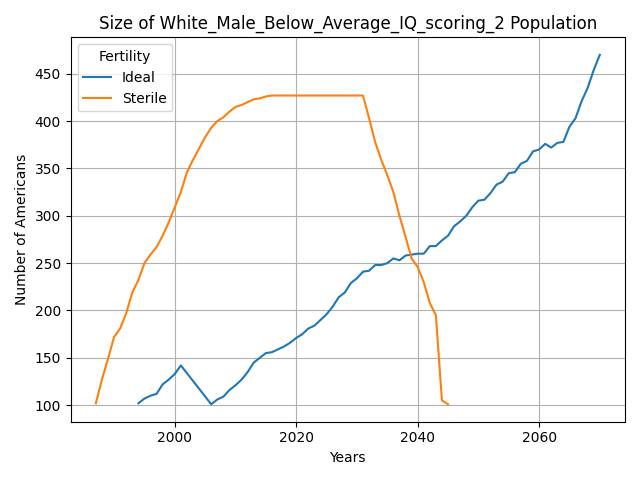 Size of White_Male_Below_Average_IQ_scoring_2 Population
Fertility
Ideal
Sterile
450
400
350
300
250
200
150
100
Number of Americans
2000 2020 2040 2060
Years